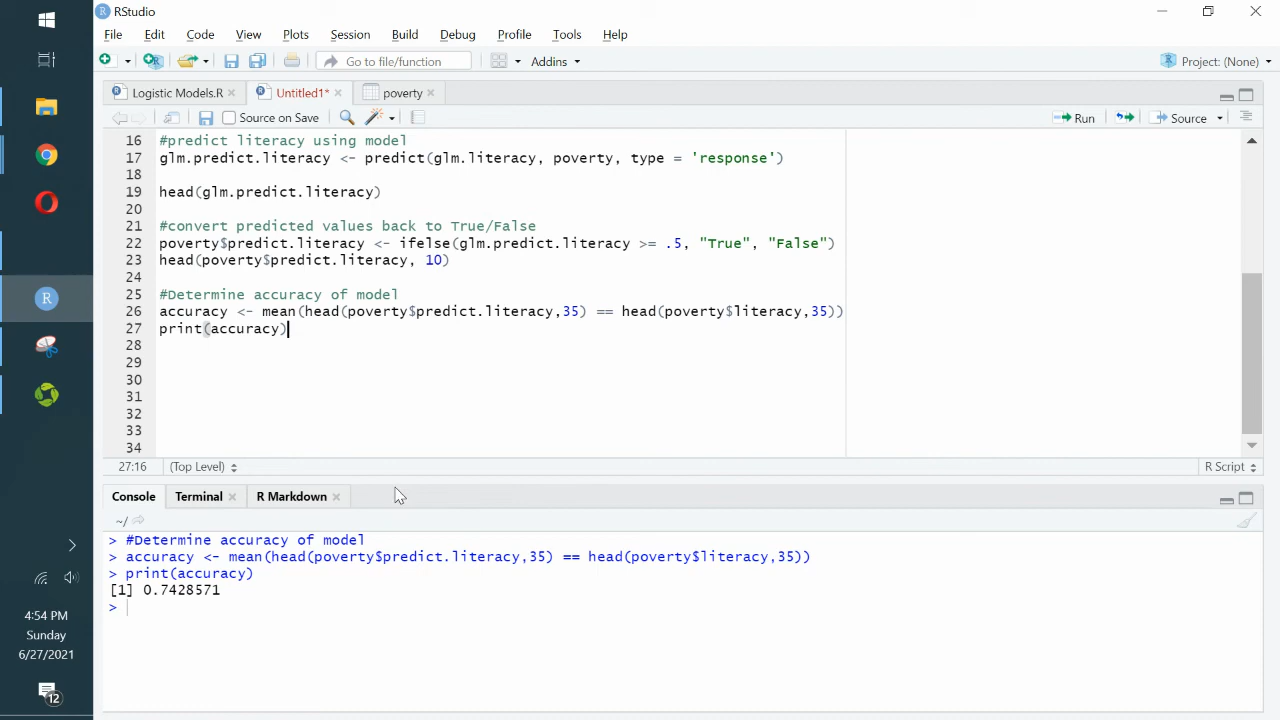 RStudio
File Edit Code View Plots Session Build Debug Profile Tools Help
Go to file/function Addins Project: (None)
Logistic Models.R Untitled1* poverty
Source on Save Run Source
16 #predict literacy using model
17 glm.predict.literacy <- predict(glm.literacy, poverty, type = 'response')
18
19 head(glm.predict.literacy)
20
21 #convert predicted values back to True/False
22 poverty$predict.literacy <- ifelse(glm.predict.literacy >= .5, "True", "False")
23 head(poverty$predict.literacy, 10)
24
25 #Determine accuracy of model
26 accuracy <- mean(head(poverty$predict.literacy,35) == head(poverty$literacy,35))
27 print(accuracy)
28
29
30
31
32
33
34
27:16 (Top Level) R Script
Console Terminal R Markdown
~/
> #Determine accuracy of model
> accuracy <- mean(head(poverty$predict.literacy,35) == head(poverty$literacy,35))
> print(accuracy)
[1] 0.7428571
>
4:54 PM
Sunday
6/27/2021
12